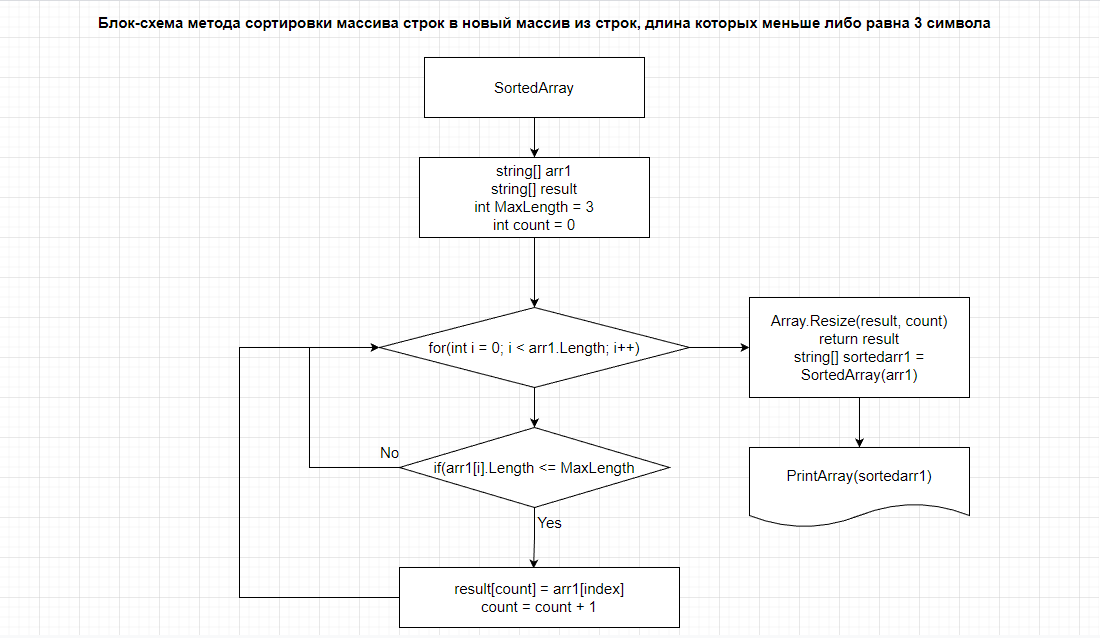 Блок-схема метода сортировки массива строк в новый массив из строк, длина которых меньше либо равна 3 символа
SortedArray
string[] arr1
string[] result
int MaxLength = 3
int count = 0
for(int i = 0; i < arr1.Length; i++)
Array.Resize(result, count)
return result
string[] sortedarr1 =
SortedArray(arr1)
No
if(arr1[i].Length <= MaxLength
PrintArray(sortedarr1)
Yes
result[count] = arr1[index]
count = count + 1